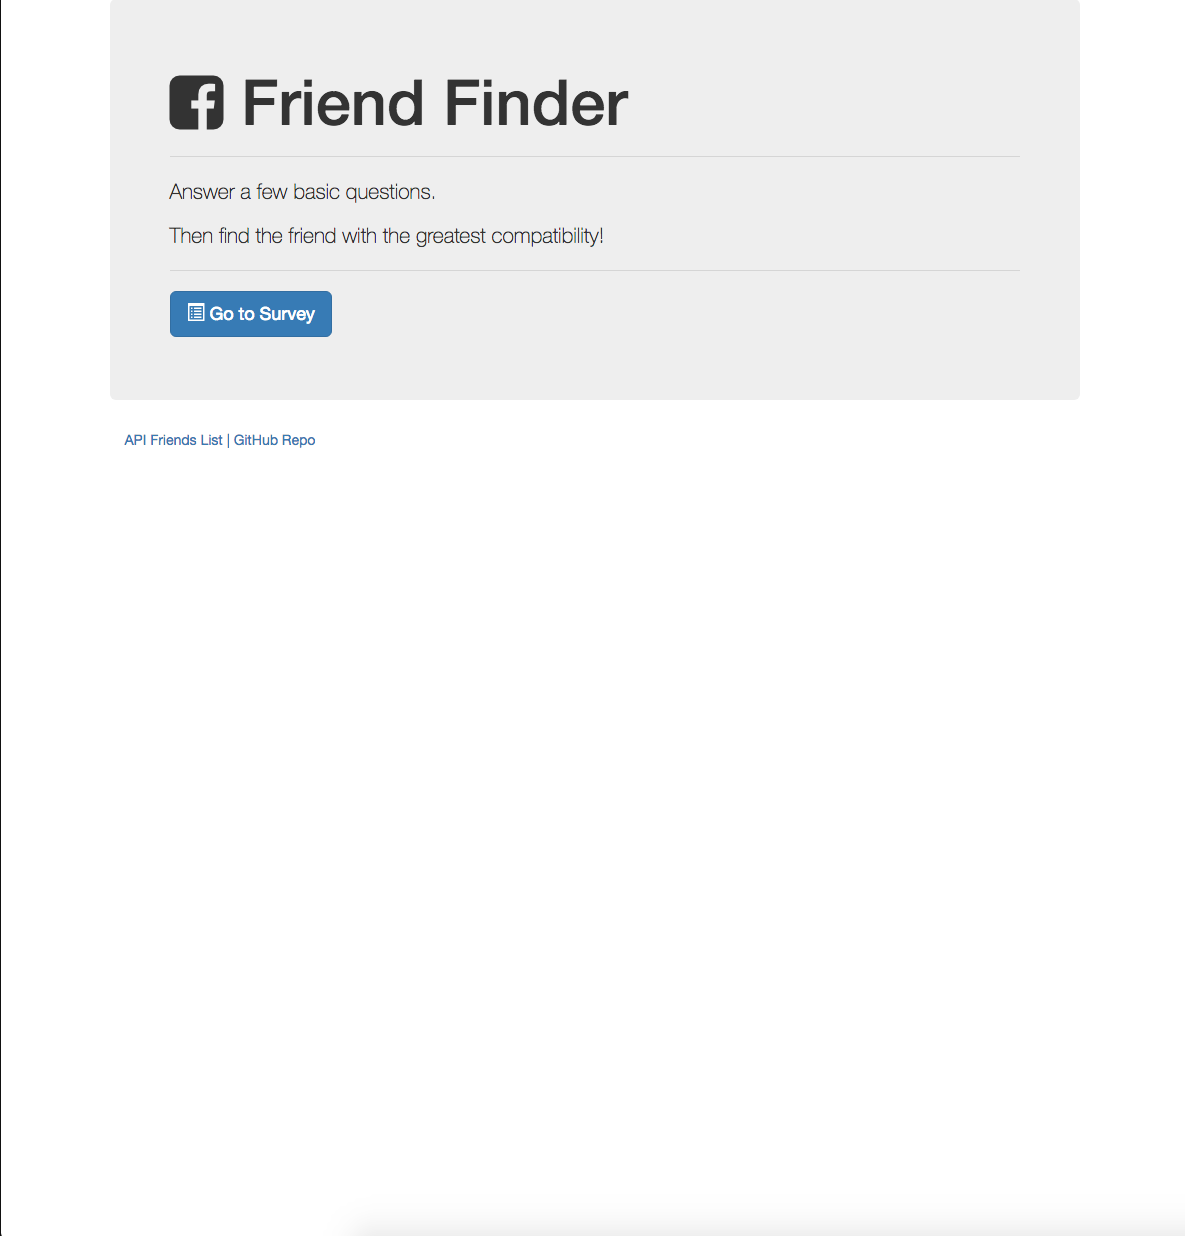 Friend Finder
Answer a few basic questions.
Then find the friend with the greatest compatibility!
Go to Survey
API Friends List | GitHub Repo